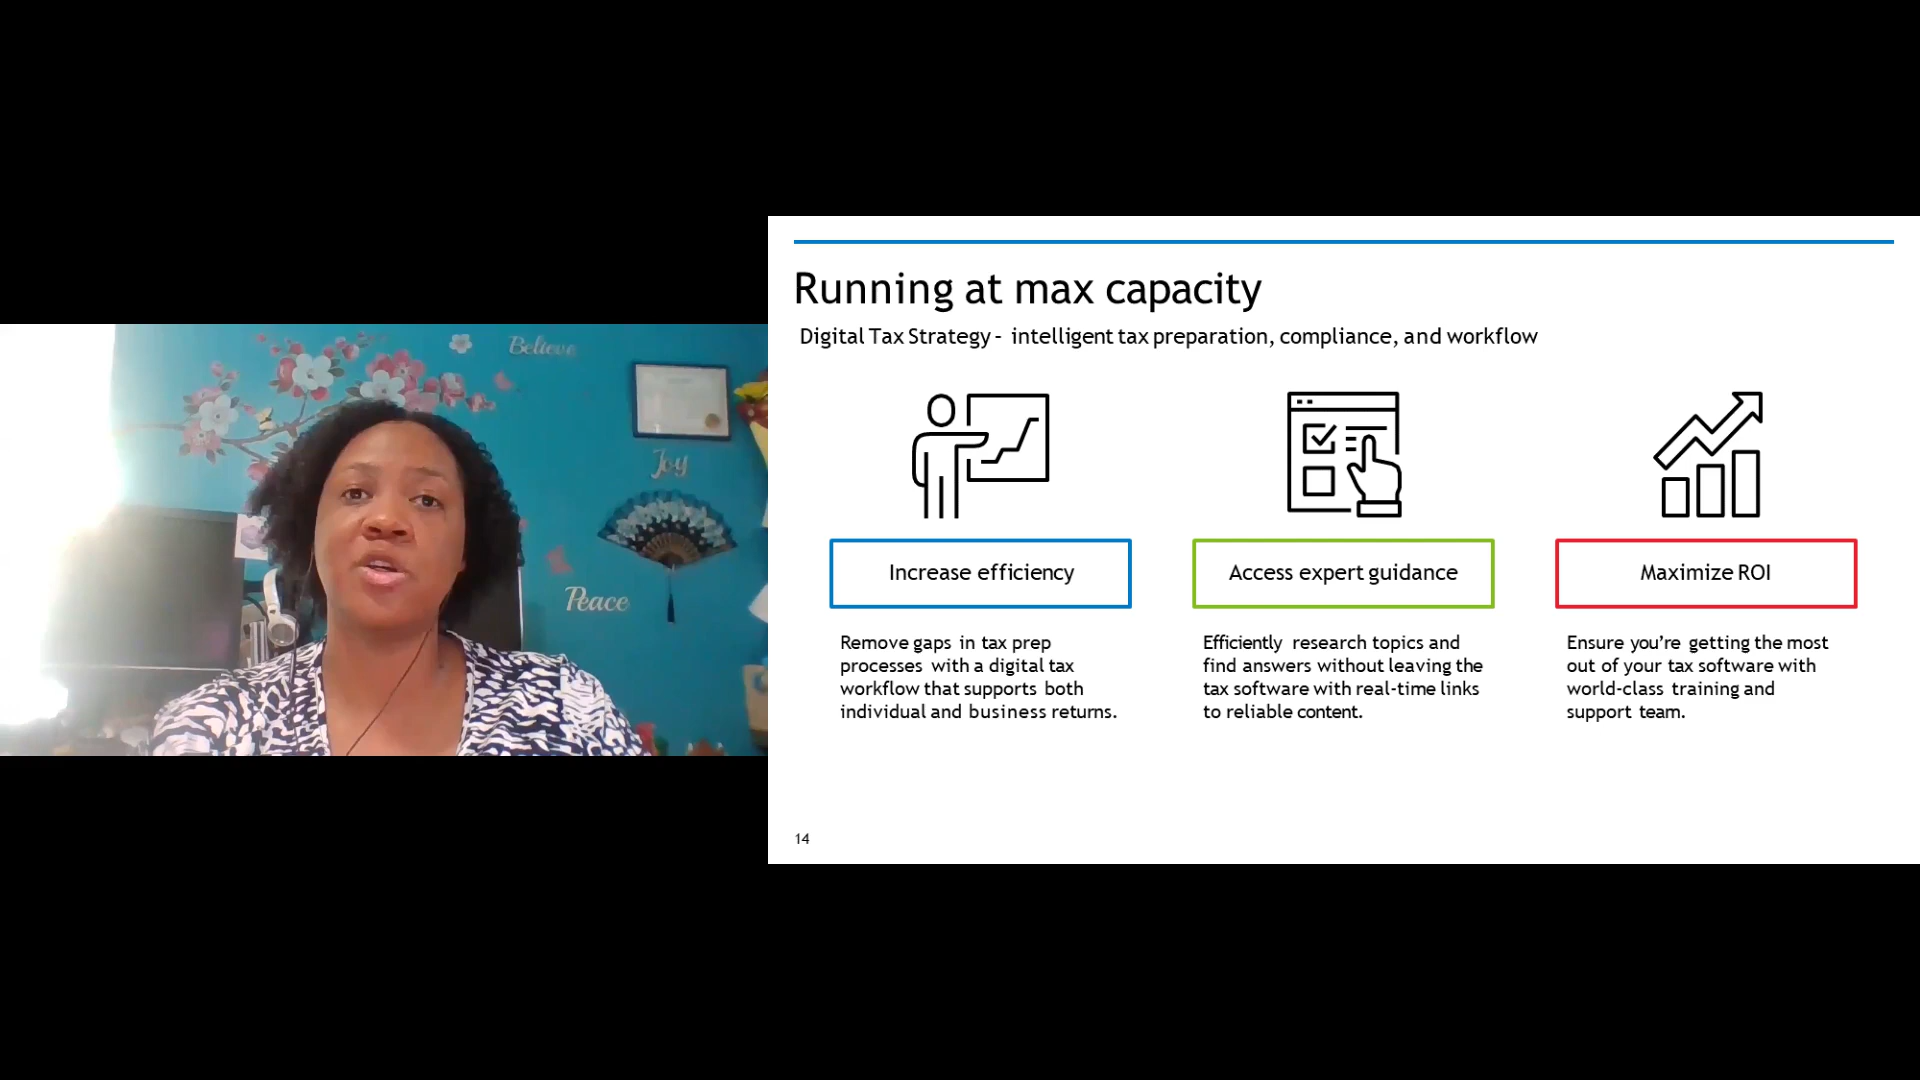 Believe
Joy
Peace
Running at max capacity
Digital Tax Strategy - intelligent tax preparation, compliance, and workflow
Increase efficiency
Remove gaps in tax prep
processes with a digital tax
workflow that supports both
individual and business returns.
Access expert guidance
Efficiently research topics and
find answers without leaving the
tax software with real-time links
to reliable content.
Maximize ROI
Ensure you’re getting the most
out of your tax software with
world-class training and
support team.
14